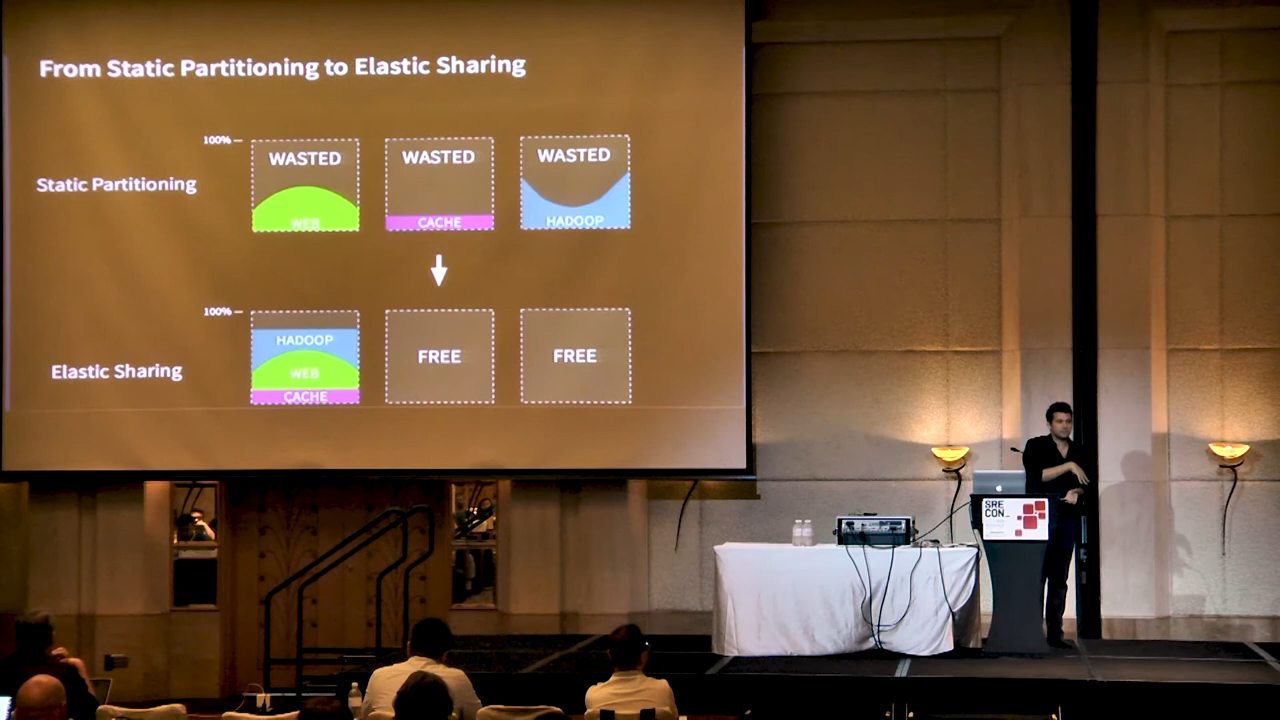 From Static Partitioning to Elastic Sharing
100%
WASTED
WASTED
WASTED
Static Partitioning
WEB
CACHE
HADOOP
100%
HADOOP
FREE
FREE
WEB
Elastic Sharing
CACHE
SRE
CON